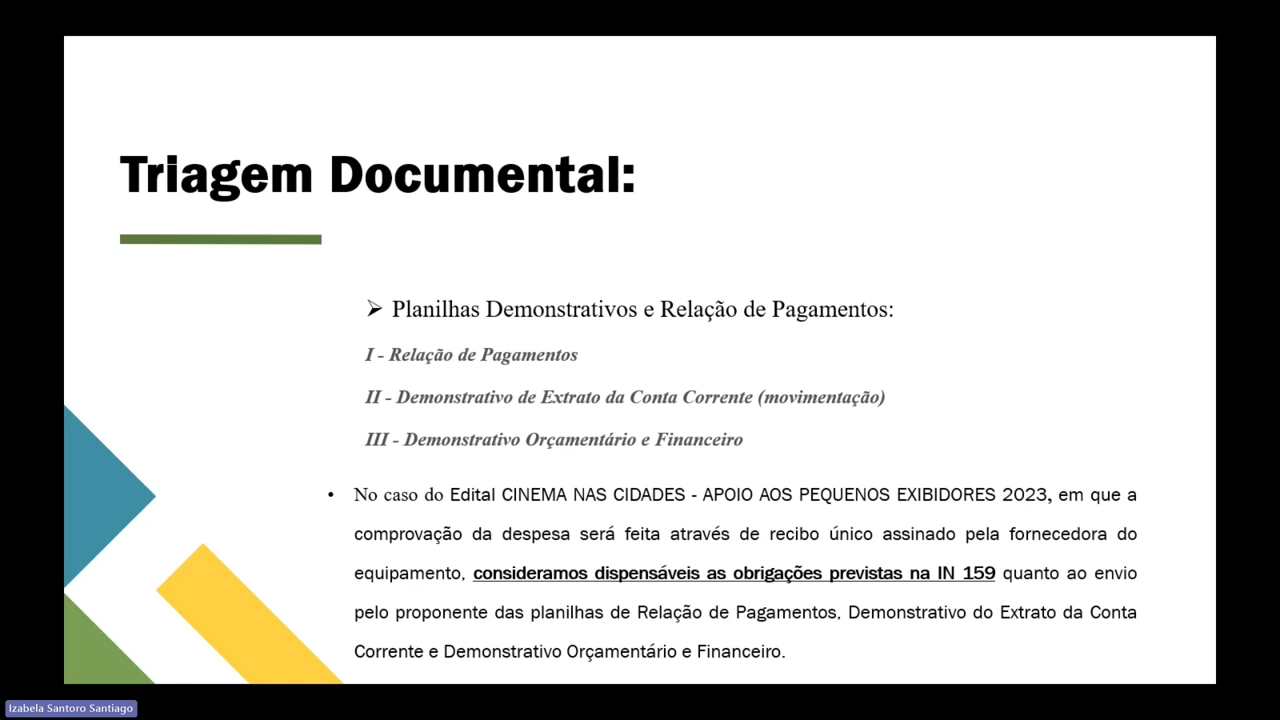 Triagem Documental:
➢ Planilhas Demonstrativos e Relação de Pagamentos:
I - Relação de Pagamentos
II - Demonstrativo de Extrato da Conta Corrente (movimentação)
III - Demonstrativo Orçamentário e Financeiro
• No caso do Edital CINEMA NAS CIDADES - APOIO AOS PEQUENOS EXIBIDORES 2023, em que a
comprovação da despesa será feita através de recibo único assinado pela fornecedora do
equipamento, consideramos dispensáveis as obrigações previstas na IN 159 quanto ao envio
pelo proponente das planilhas de Relação de Pagamentos, Demonstrativo do Extrato da Conta
Corrente e Demonstrativo Orçamentário e Financeiro.
Izabela Santoro Santiago